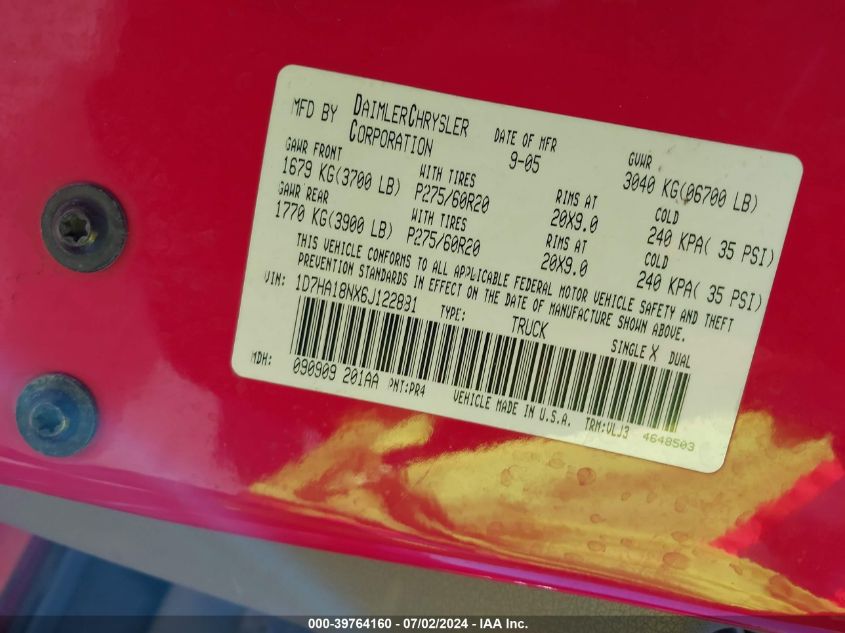 MFD BY DAIMLERCHRYSLER CORPORATION
DATE OF MFR 9-05
GVWR 3040 KG(06700 LB)
GAWR FRONT WITH TIRES RIMS AT COLD
1679 KG(3700 LB) P275/60R20 20X9.0 240 KPA( 35 PSI)
GAWR REAR WITH TIRES RIMS AT COLD
1770 KG(3900 LB) P275/60R20 20X9.0 240 KPA( 35 PSI)
THIS VEHICLE CONFORMS TO ALL APPLICABLE FEDERAL MOTOR VEHICLE SAFETY AND THEFT
PREVENTION STANDARDS IN EFFECT ON THE DATE OF MANUFACTURE SHOWN ABOVE.
VIN: 1D7HA18NX6J122831 TYPE: TRUCK SINGLE X DUAL
MDH: 090909 201AA PNT:PR4 VEHICLE MADE IN U.S.A. TRM:VLJ3 4648503
000-39764160 - 07/02/2024 - IAA Inc.